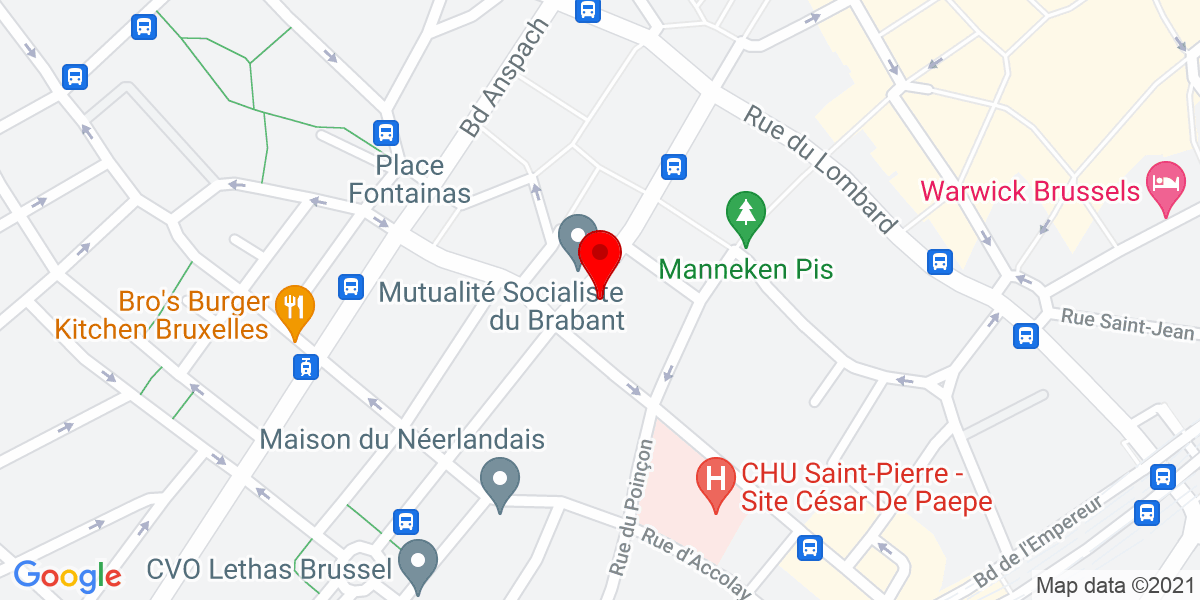 Bd Anspach
Rue du Lombard
Place
Fontainas
Warwick Brussels
Manneken Pis
Mutualité Socialiste
du Brabant
Bro's Burger
Kitchen Bruxelles
Rue Saint-Jean
Maison du Néerlandais
H
CHU Saint-Pierre -
Site César De Paepe
Rue du Poinçon
Rue d'Accolay
Bd de l'Empereur
CVO Lethas Brussel
Google
Map data ©2021